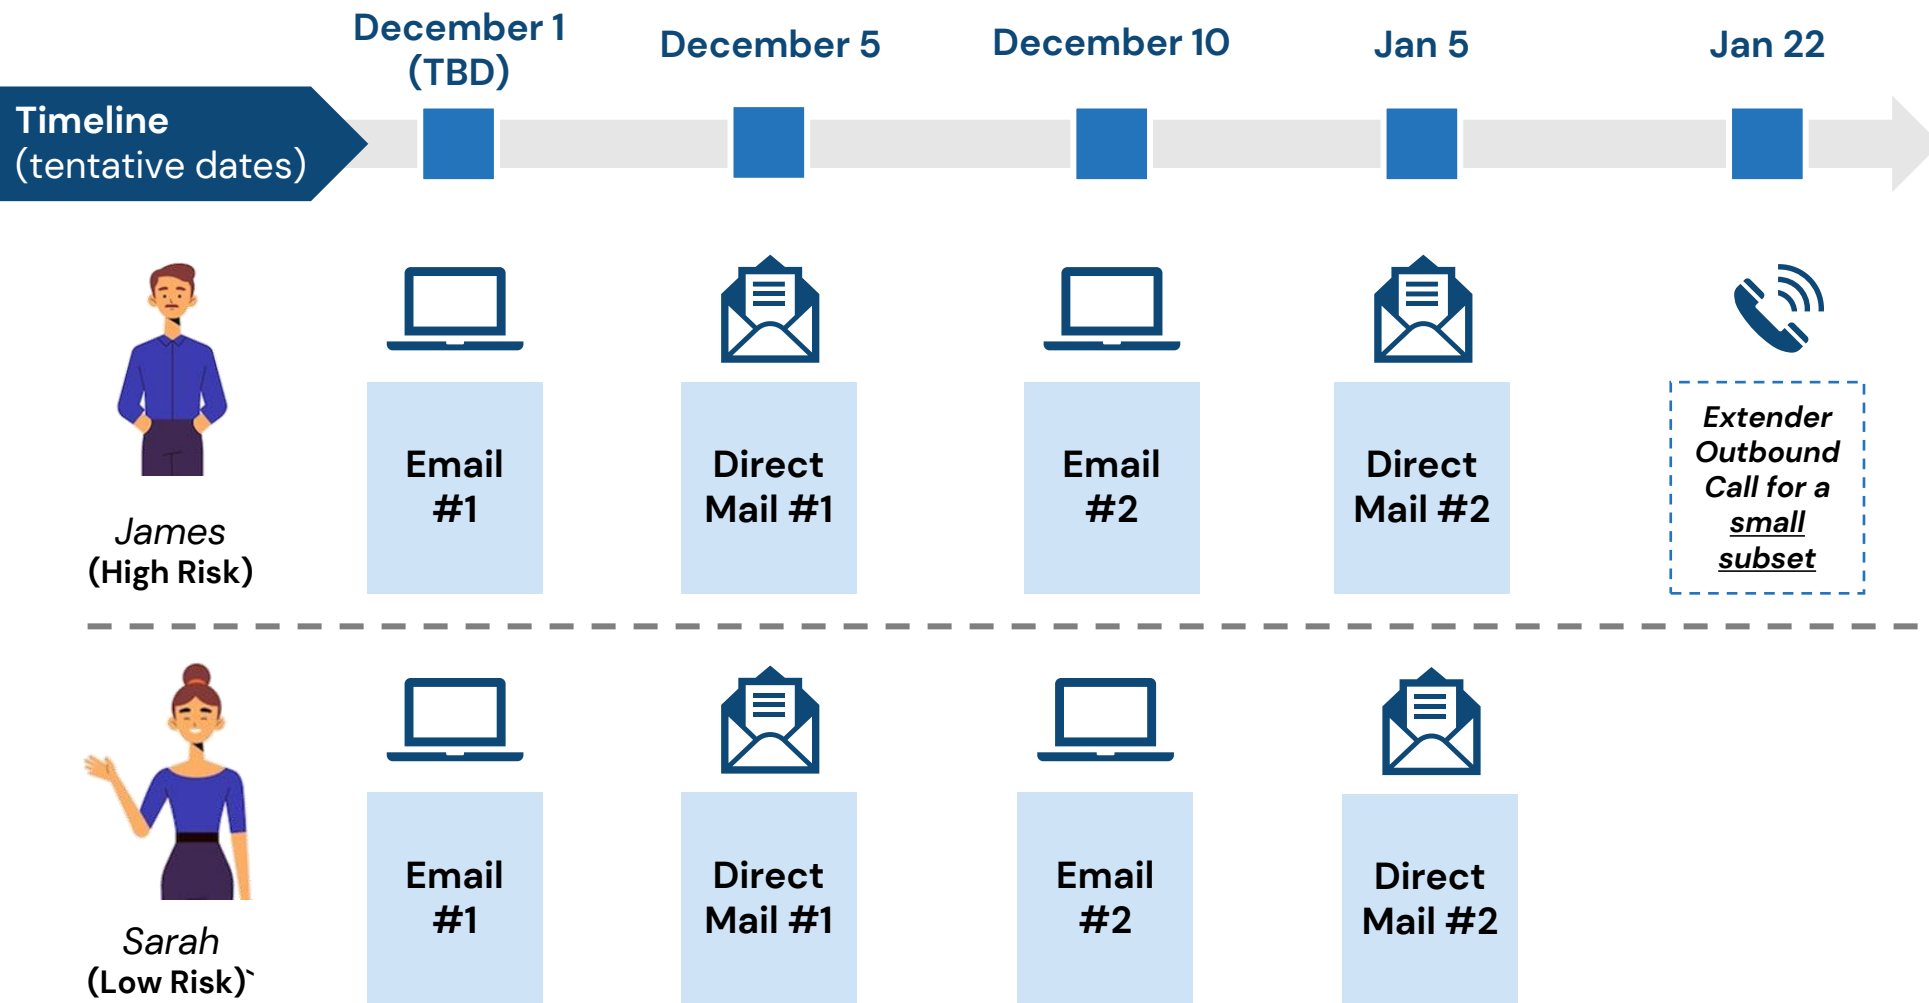 December 1
(TBD)
December 5
December 10
Jan 5
Jan 22
Timeline
(tentative dates)
James
(High Risk)
Email
#1
Direct
Mail #1
Email
#2
Direct
Mail #2
Extender
Outbound
Call for a
small
subset
Sarah
(Low Risk)`
Email
#1
Direct
Mail #1
Email
#2
Direct
Mail #2